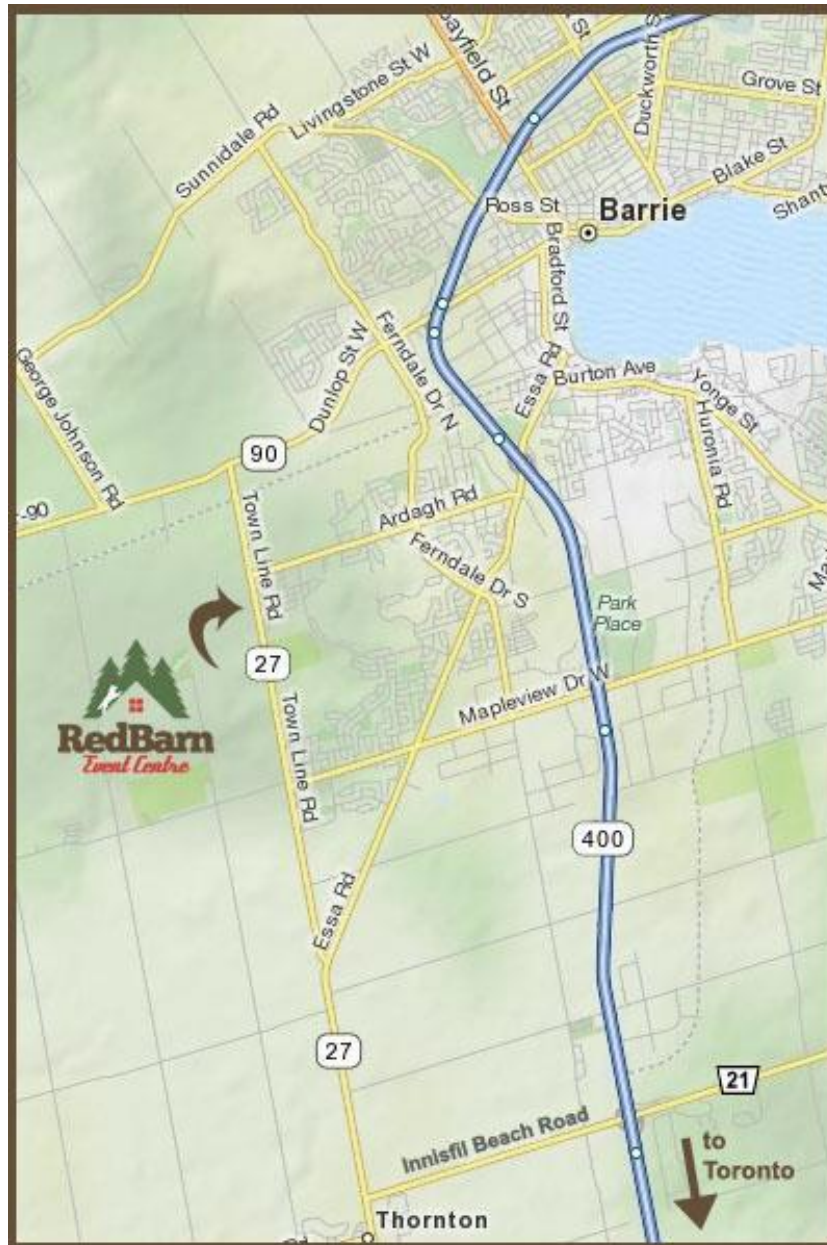 Bayfield St
St
Duckworth St
Livingstone St W
Grove St
Sunnidale Rd
Blake St
Ross St
Barrie
Bradford St
Ferndale Dr N
Dunlop St W
Essa Rd
Burton Ave
Yonge St
Huronia Rd
George Johnson Rd
90
-90
Town Line Rd
Ardagh Rd
Ferndale Dr S
Park
Place
27
RedBarn
Event Centre
Mapleview Dr W
Town Line Rd
400
Essa Rd
27
21
Innisfil Beach Road
to
Toronto
Thornton